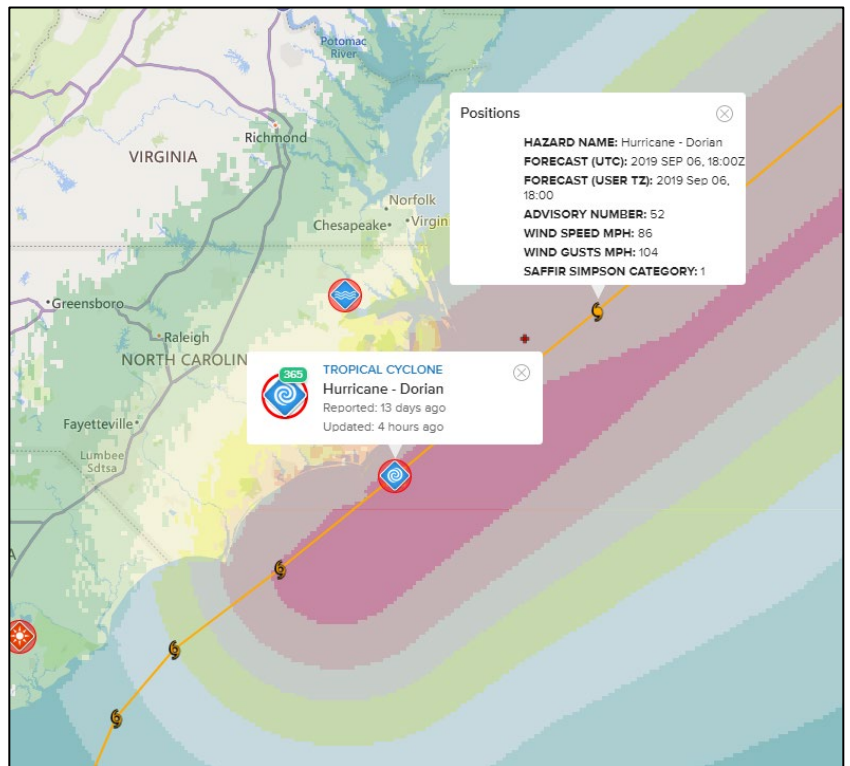 Potomac
River
Richmond
VIRGINIA
Norfolk
Chesapeake
Virgin
Positions
HAZARD NAME: Hurricane - Dorian
FORECAST (UTC): 2019 SEP 06, 18:00Z
FORECAST (USER TZ): 2019 Sep 06,
18:00
ADVISORY NUMBER: 52
WIND SPEED MPH: 86
WIND GUSTS MPH: 104
SAFFIR SIMPSON CATEGORY: 1
Greensboro
Raleigh
NORTH CAROLIN
365
TROPICAL CYCLONE
Hurricane - Dorian
Reported: 13 days ago
Updated: 4 hours ago
Fayetteville
Lumbee
Sdtsa
A